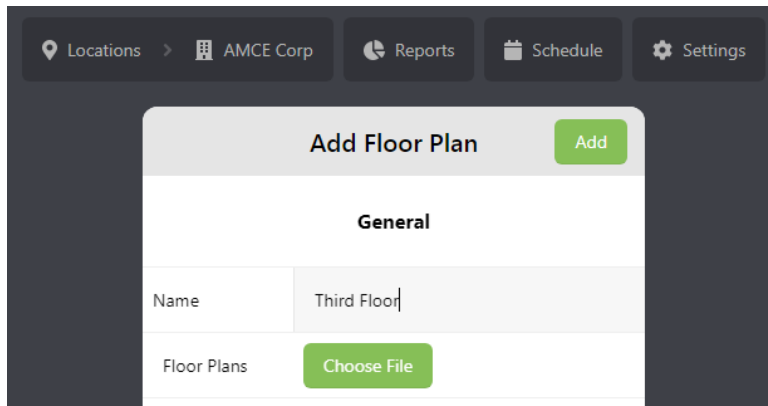 Locations > AMCE Corp Reports Schedule Settings
Add Floor Plan Add
General
Name Third Floor
Floor Plans Choose File